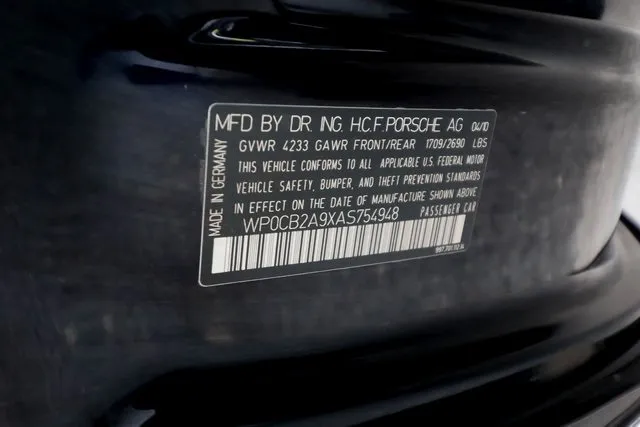 MFD BY DR. ING. H.C.F. PORSCHE AG 04/10
GVWR 4233 GAWR FRONT/REAR 1709/2690 LBS
THIS VEHICLE CONFORMS TO ALL APPLICABLE U.S. FEDERAL MOTOR
VEHICLE SAFETY, BUMPER, AND THEFT PREVENTION STANDARDS
IN EFFECT ON THE DATE OF MANUFACTURE SHOWN ABOVE.
WP0CB2A9XAS754948 PASSENGER CAR
MADE IN GERMANY